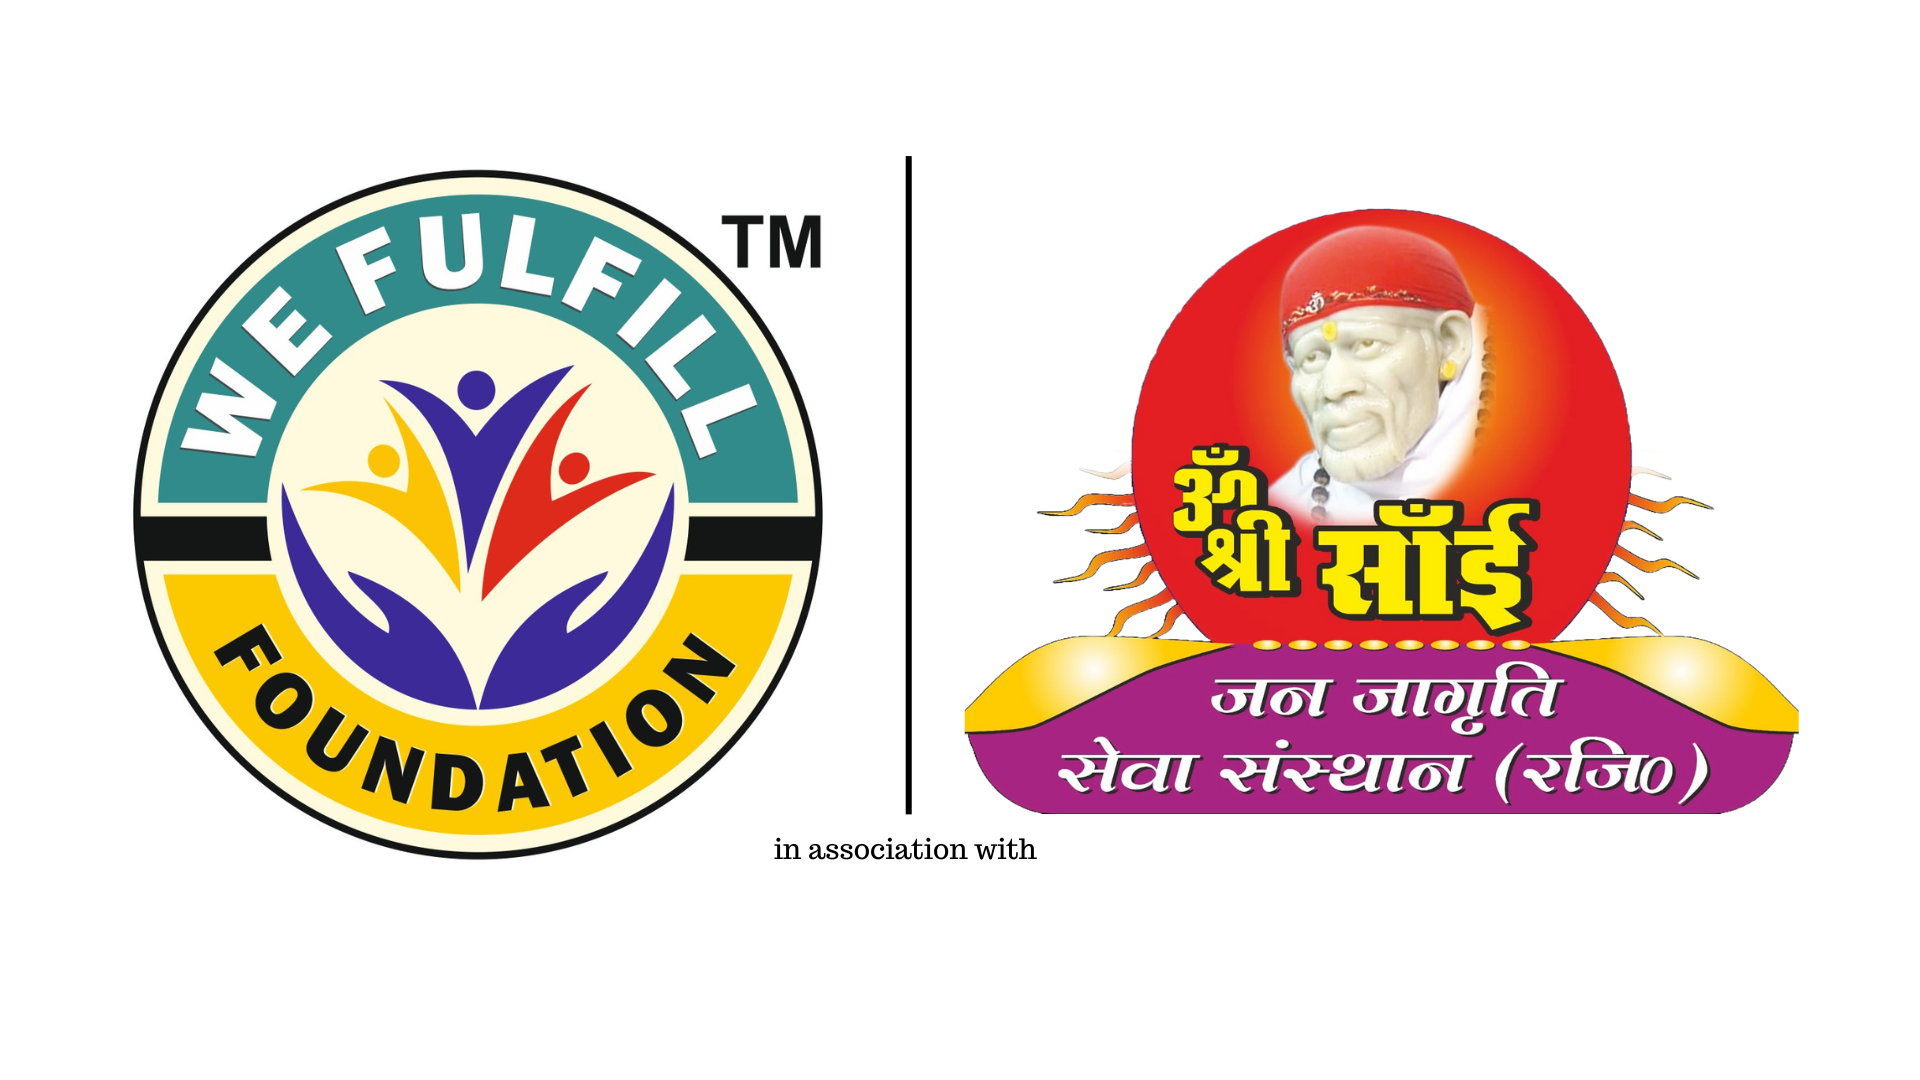 WE FULFILL
FOUNDATION
TM
in association with
ॐ
श्री साँई
जन जागृति
सेवा संस्थान (रजि०)